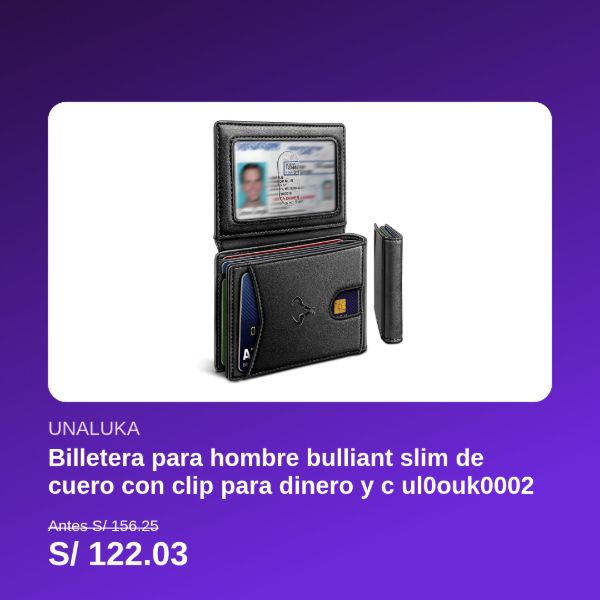 UNALUKA
Billetera para hombre bulliant slim de
cuero con clip para dinero y c ul0ouk0002
Antes S/ 156.25
S/ 122.03